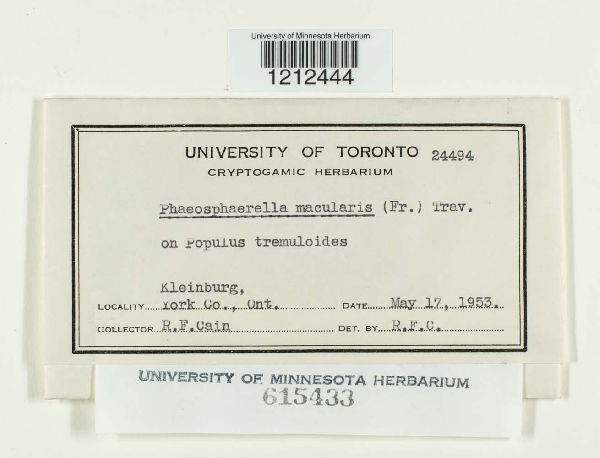 University of Minnesota Herbarium
1212444
UNIVERSITY OF TORONTO 24494
CRYPTOGAMIC HERBARIUM
Phaeosphaerella macularis (Fr.) Trav.
on Populus tremuloides
Kleinburg,
LOCALITY York Co., Ont. DATE May 17, 1953.
COLLECTOR R.F.Cain DET. BY R.F.C.
UNIVERSITY OF MINNESOTA HERBARIUM
615433